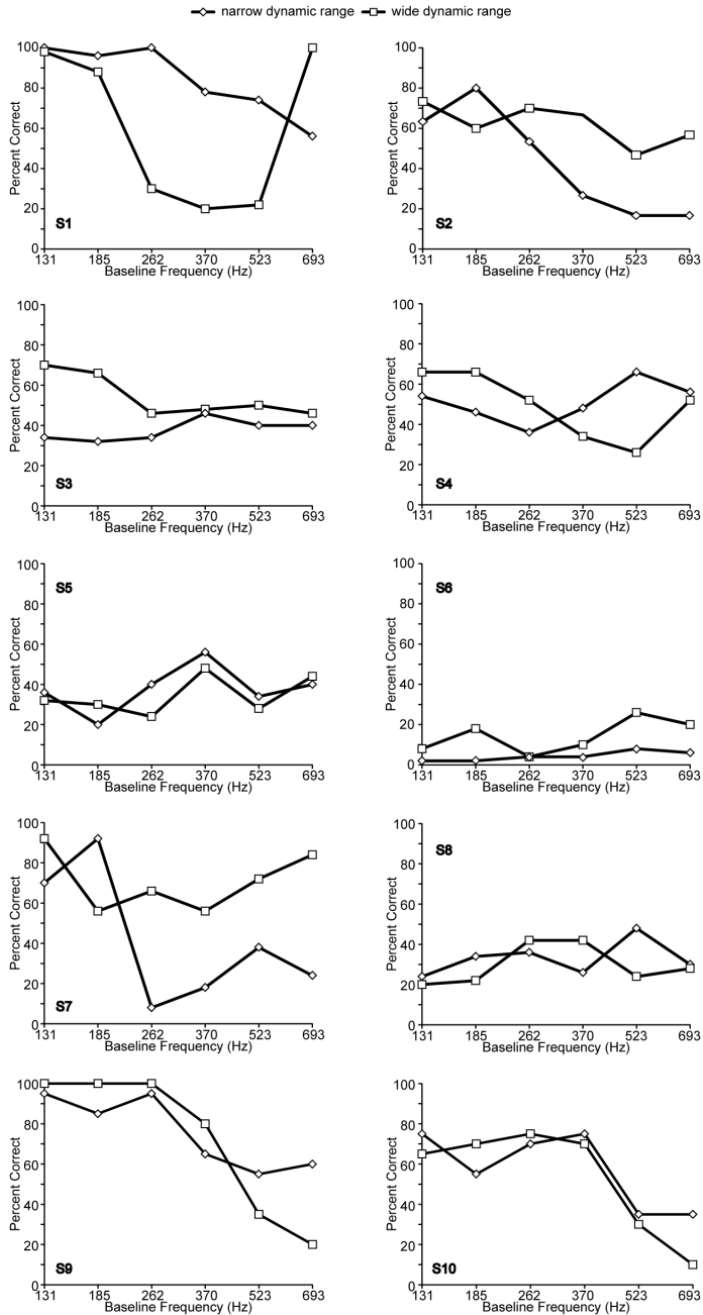 narrow dynamic range wide dynamic range
100
80
60
40
20
0
Percent Correct
S1
131 185 262 370 523 693
Baseline Frequency (Hz)
100
80
60
40
20
0
Percent Correct
S2
131 185 262 370 523 693
Baseline Frequency (Hz)
100
80
60
40
20
0
Percent Correct
S3
131 185 262 370 523 693
Baseline Frequency (Hz)
100
80
60
40
20
0
Percent Correct
S4
131 185 262 370 523 693
Baseline Frequency (Hz)
100
80
60
40
20
0
Percent Correct
S5
131 185 262 370 523 693
Baseline Frequency (Hz)
100
80
60
40
20
0
Percent Correct
S6
131 185 262 370 523 693
Baseline Frequency (Hz)
100
80
60
40
20
0
Percent Correct
S7
131 185 262 370 523 693
Baseline Frequency (Hz)
100
80
60
40
20
0
Percent Correct
S8
131 185 262 370 523 693
Baseline Frequency (Hz)
100
80
60
40
20
0
Percent Correct
S9
131 185 262 370 523 693
Baseline Frequency (Hz)
100
80
60
40
20
0
Percent Correct
S10
131 185 262 370 523 693
Baseline Frequency (Hz)